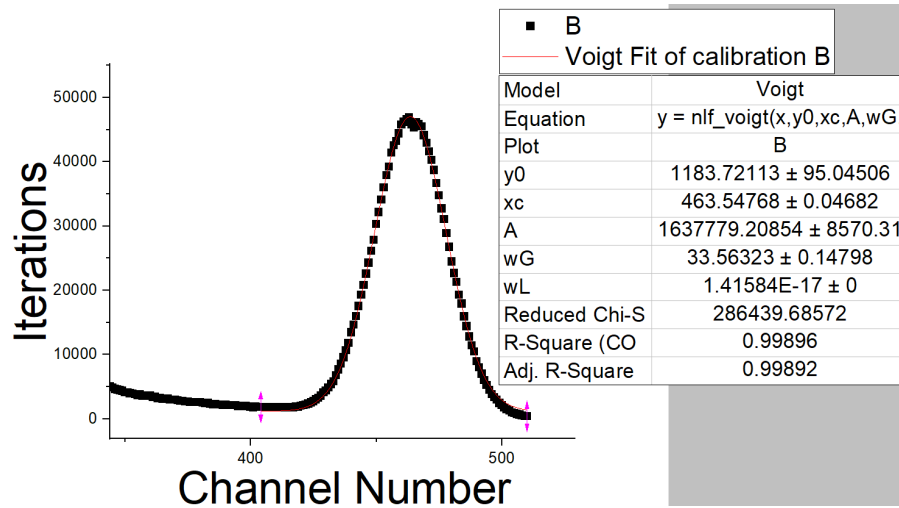 B
Voigt Fit of calibration B
Model Voigt
Equation y = nlf_voigt(x,y0,xc,A,wG
Plot B
y0 1183.72113 ± 95.04506
xc 463.54768 ± 0.04682
A 1637779.20854 ± 8570.31
wG 33.56323 ± 0.14798
wL 1.41584E-17 ± 0
Reduced Chi-S 286439.68572
R-Square (CO 0.99896
Adj. R-Square 0.99892
Iterations
50000
40000
30000
20000
10000
0
400 500
Channel Number